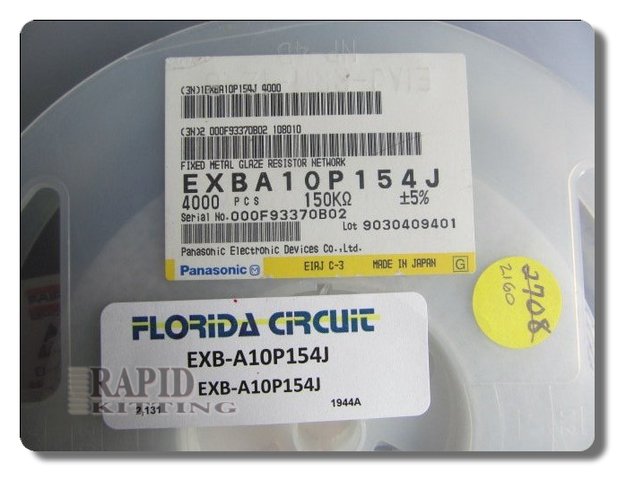 (3N)1EXBA10P154J 4000
(3N)2 000F93370B02 108010
FIXED METAL GLAZE RESISTOR NETWORK
EXBA10P154J
4000 PCS 150KΩ ±5%
Serial No.000F93370B02
Lot 9030409401
Panasonic Electronic Devices Co.,Ltd.
Panasonic EIAJ C-3 MADE IN JAPAN G
2708
2160
FLORIDA CIRCUIT
EXB-A10P154J
EXB-A10P154J
2,131 1944A
RAPID
KITTING